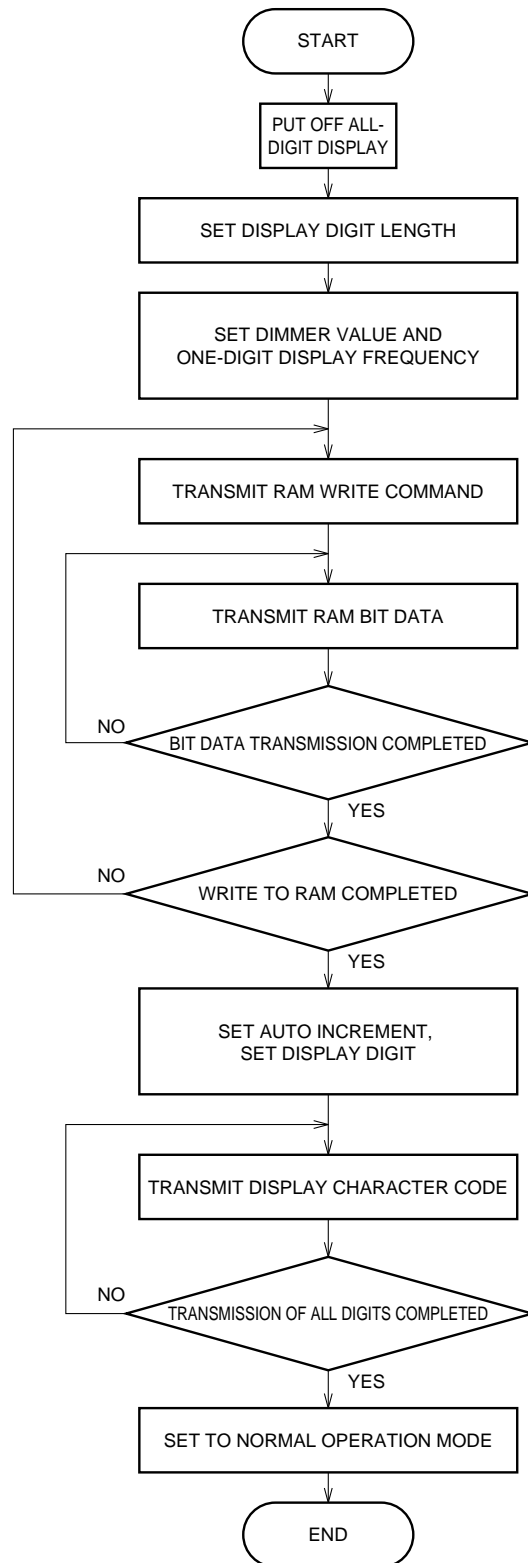 START
PUT OFF ALL-
DIGIT DISPLAY
SET DISPLAY DIGIT LENGTH
SET DIMMER VALUE AND
ONE-DIGIT DISPLAY FREQUENCY
TRANSMIT RAM WRITE COMMAND
TRANSMIT RAM BIT DATA
NO
BIT DATA TRANSMISSION COMPLETED
YES
NO
WRITE TO RAM COMPLETED
YES
SET AUTO INCREMENT,
SET DISPLAY DIGIT
TRANSMIT DISPLAY CHARACTER CODE
NO
TRANSMISSION OF ALL DIGITS COMPLETED
YES
SET TO NORMAL OPERATION MODE
END